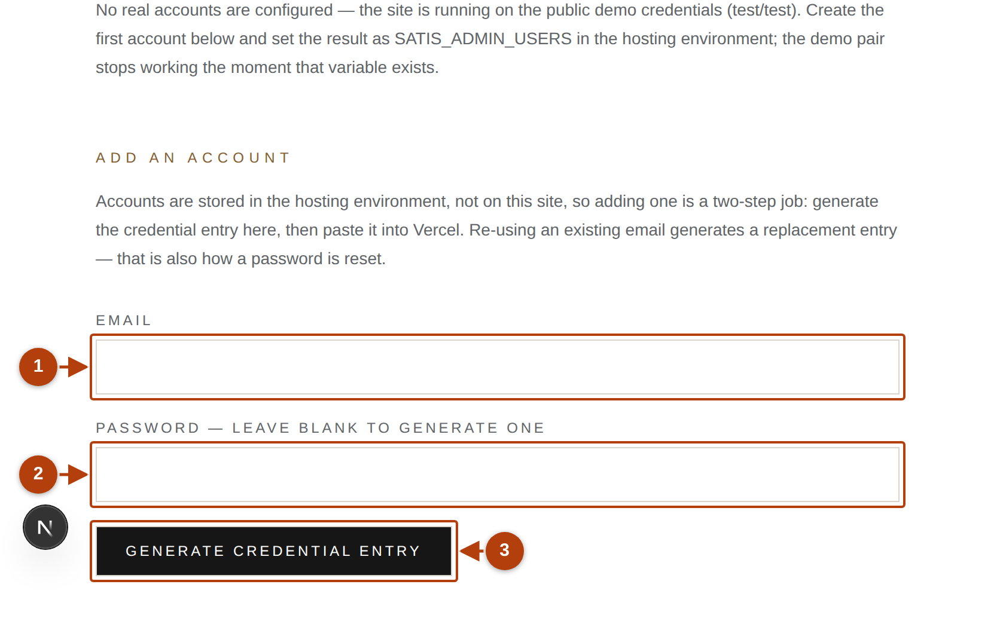 No real accounts are configured — the site is running on the public demo credentials (test/test). Create the
first account below and set the result as SATIS_ADMIN_USERS in the hosting environment; the demo pair
stops working the moment that variable exists.
ADD AN ACCOUNT
Accounts are stored in the hosting environment, not on this site, so adding one is a two-step job: generate
the credential entry here, then paste it into Vercel. Re-using an existing email generates a replacement entry
— that is also how a password is reset.
EMAIL
1
PASSWORD — LEAVE BLANK TO GENERATE ONE
2
N
GENERATE CREDENTIAL ENTRY
3